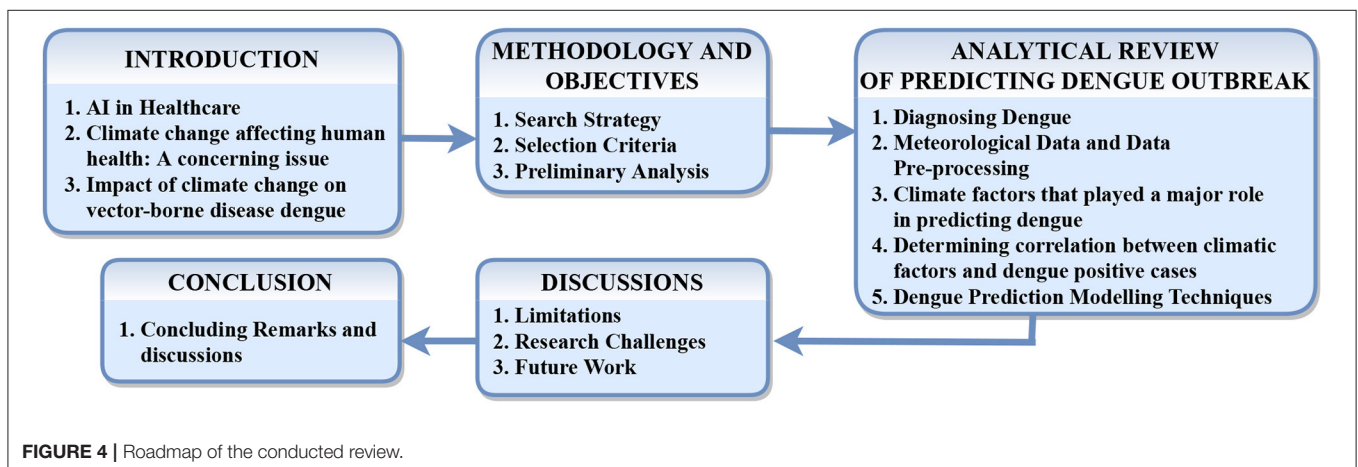 INTRODUCTION
1. AI in Healthcare
2. Climate change affecting human
health: A concerning issue
3. Impact of climate change on
vector-borne disease dengue
METHODOLOGY AND
OBJECTIVES
1. Search Strategy
2. Selection Criteria
3. Preliminary Analysis
ANALYTICAL REVIEW
OF PREDICTING DENGUE OUTBREAK
1. Diagnosing Dengue
2. Meteorological Data and Data
Pre-processing
3. Climate factors that played a major role
in predicting dengue
4. Determining correlation between climatic
factors and dengue positive cases
5. Dengue Prediction Modelling Techniques
DISCUSSIONS
1. Limitations
2. Research Challenges
3. Future Work
CONCLUSION
1. Concluding Remarks and
discussions
FIGURE 4 | Roadmap of the conducted review.